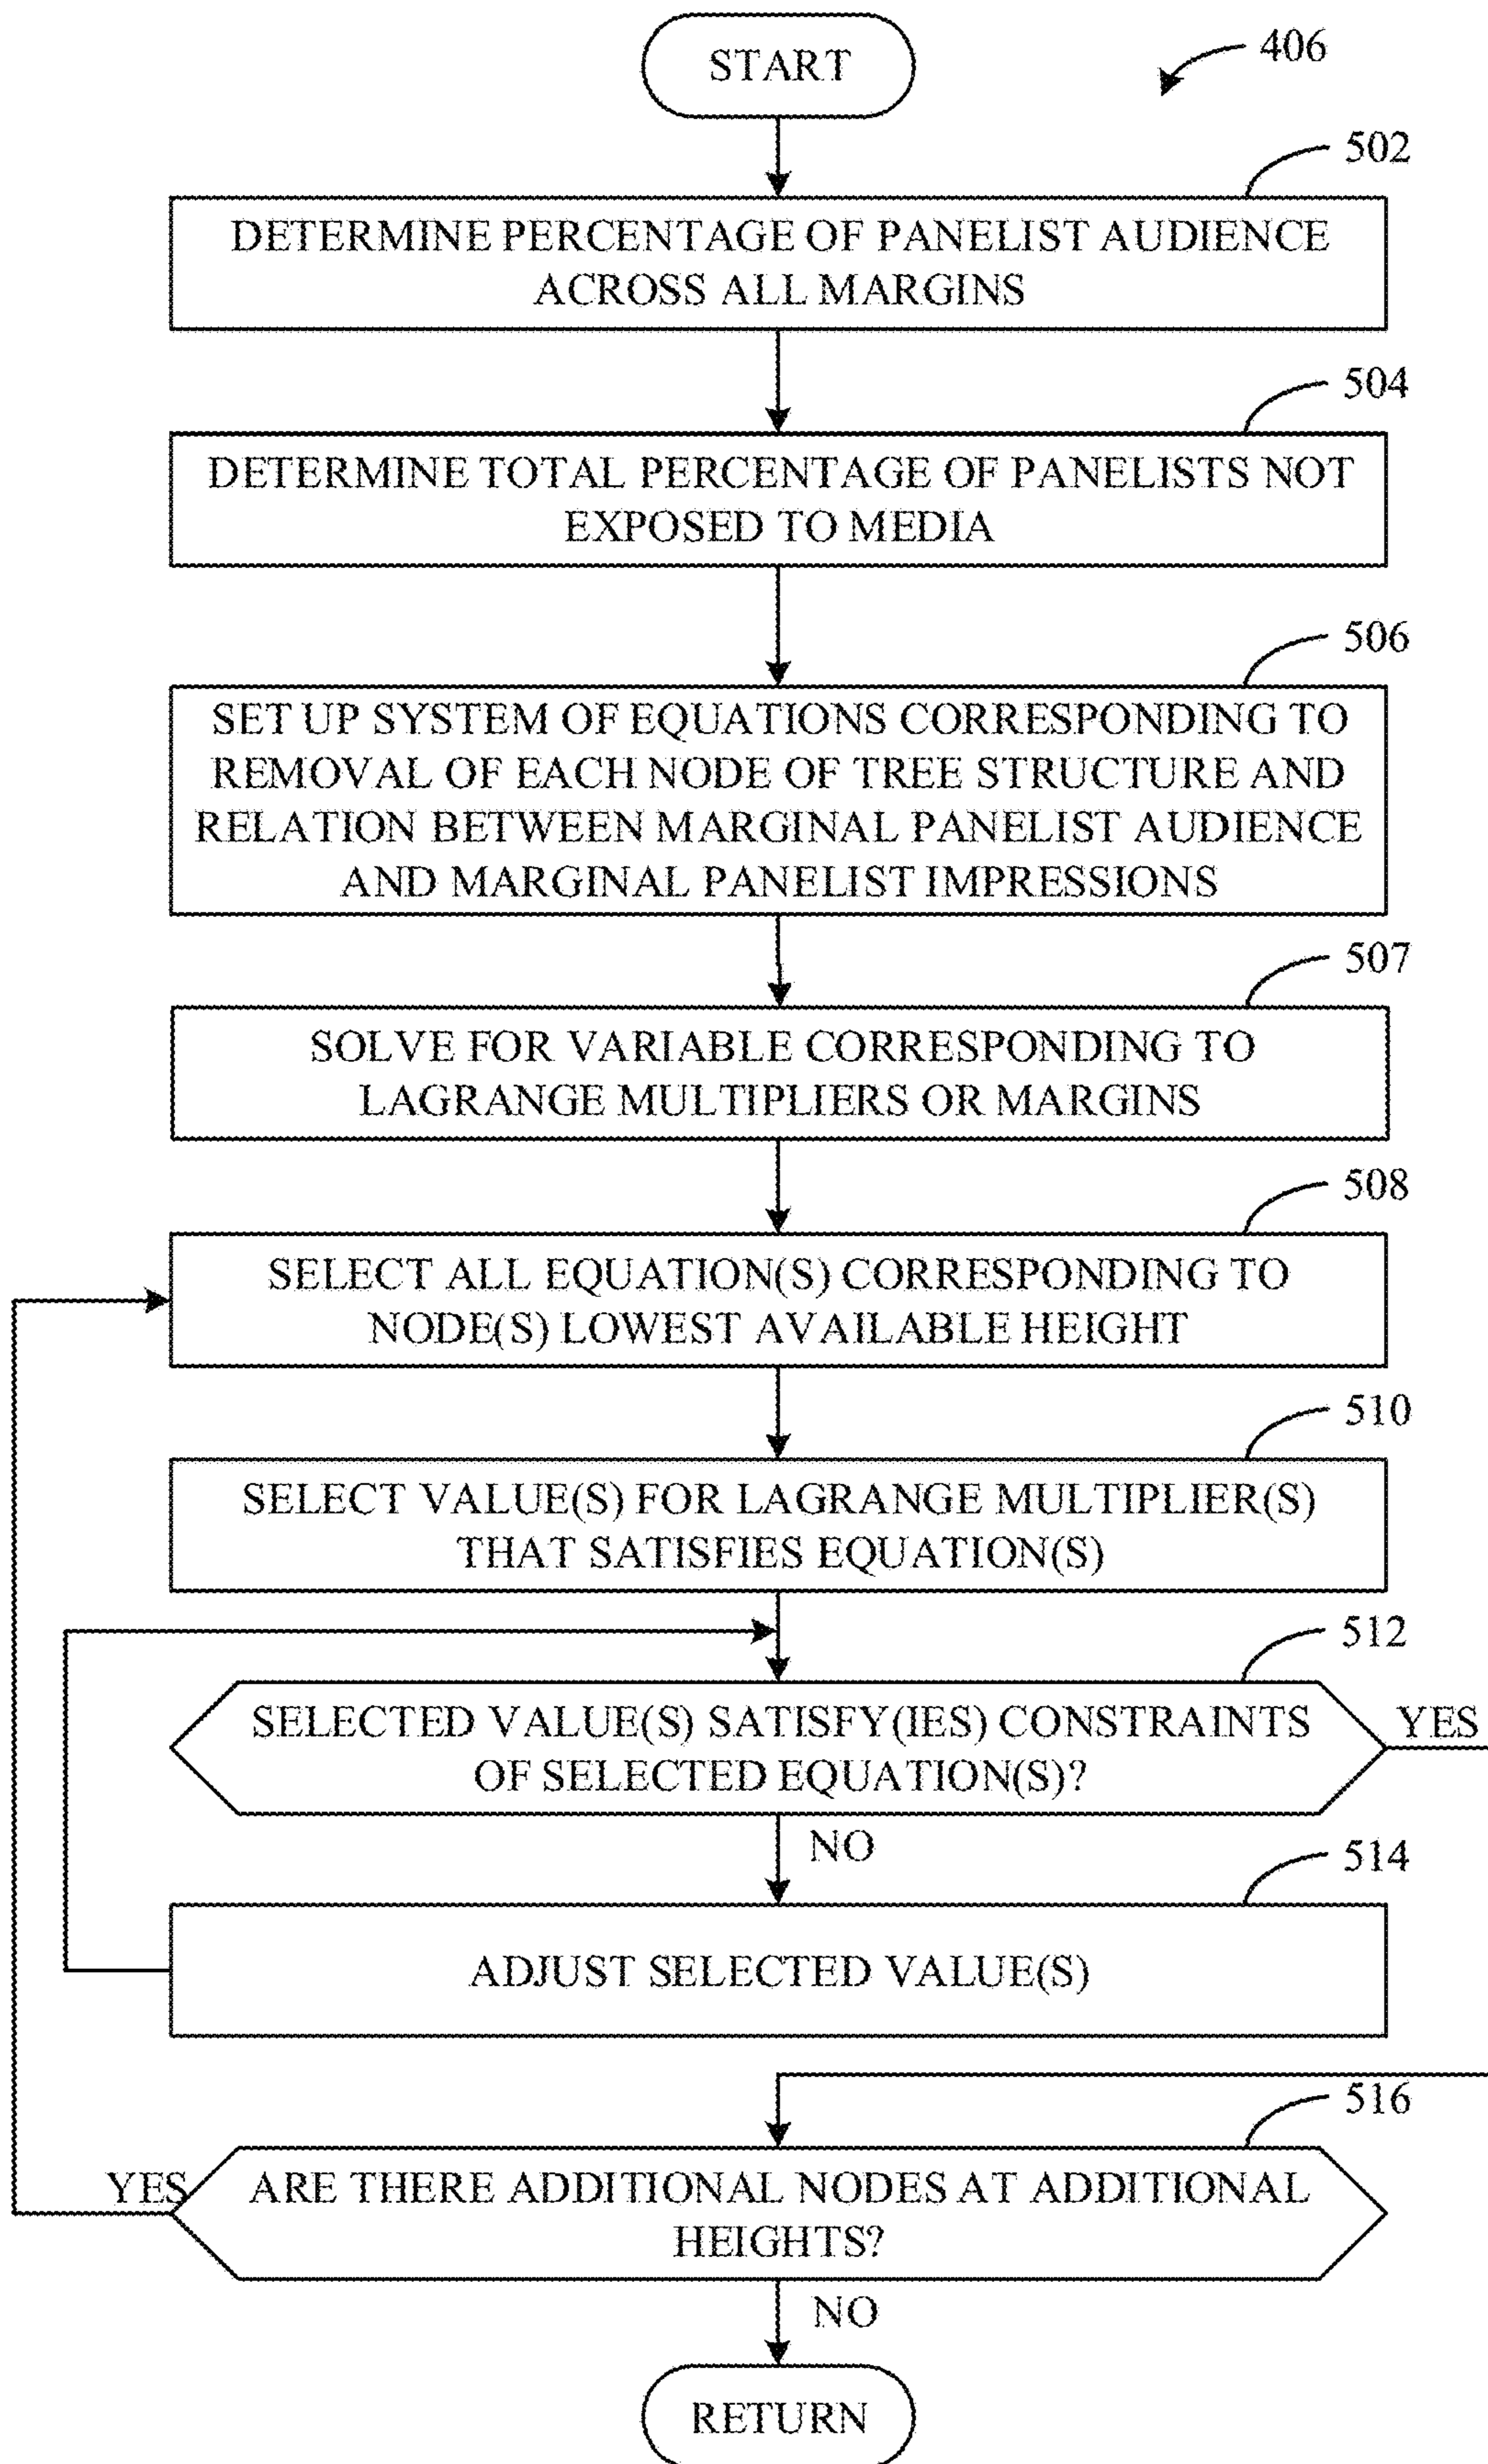 START
406
502
DETERMINE PERCENTAGE OF PANELIST AUDIENCE
ACROSS ALL MARGINS
504
DETERMINE TOTAL PERCENTAGE OF PANELISTS NOT
EXPOSED TO MEDIA
506
SET UP SYSTEM OF EQUATIONS CORRESPONDING TO
REMOVAL OF EACH NODE OF TREE STRUCTURE AND
RELATION BETWEEN MARGINAL PANELIST AUDIENCE
AND MARGINAL PANELIST IMPRESSIONS
507
SOLVE FOR VARIABLE CORRESPONDING TO
LAGRANGE MULTIPLIERS OR MARGINS
508
SELECT ALL EQUATION(S) CORRESPONDING TO
NODE(S) LOWEST AVAILABLE HEIGHT
510
SELECT VALUE(S) FOR LAGRANGE MULTIPLIER(S)
THAT SATISFIES EQUATION(S)
512
SELECTED VALUE(S) SATISFY(IES) CONSTRAINTS
OF SELECTED EQUATION(S)?
YES
NO
514
ADJUST SELECTED VALUE(S)
516
YES
ARE THERE ADDITIONAL NODES AT ADDITIONAL
HEIGHTS?
NO
RETURN